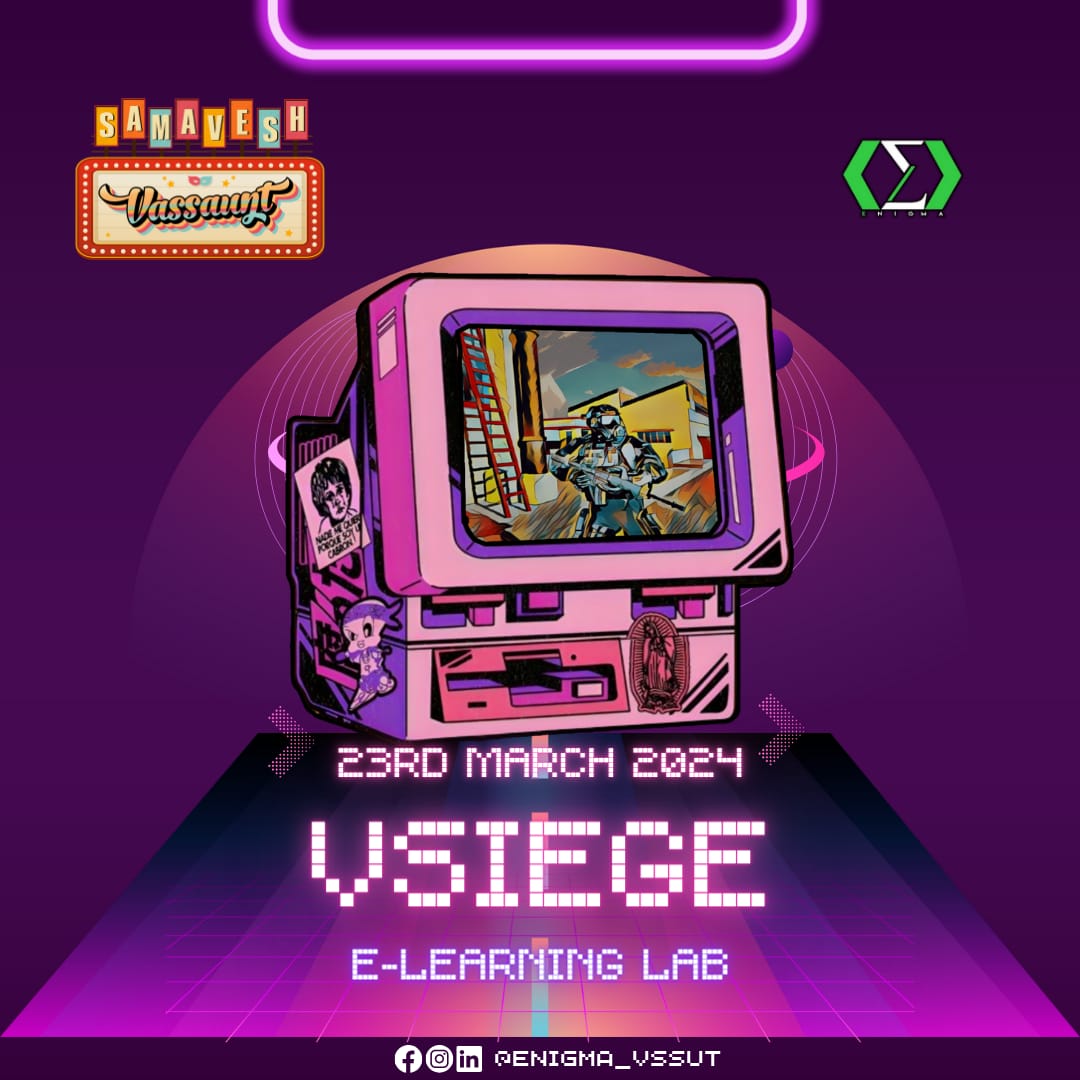 SAMAVESH
Vassaunt
ENIGMA
NADIE ME QUIERE
PORQUE SOY UN
CABRON!
23RD MARCH 2024
VSIEGE
E-LEARNING LAB
@ENIGMA_VSSUT